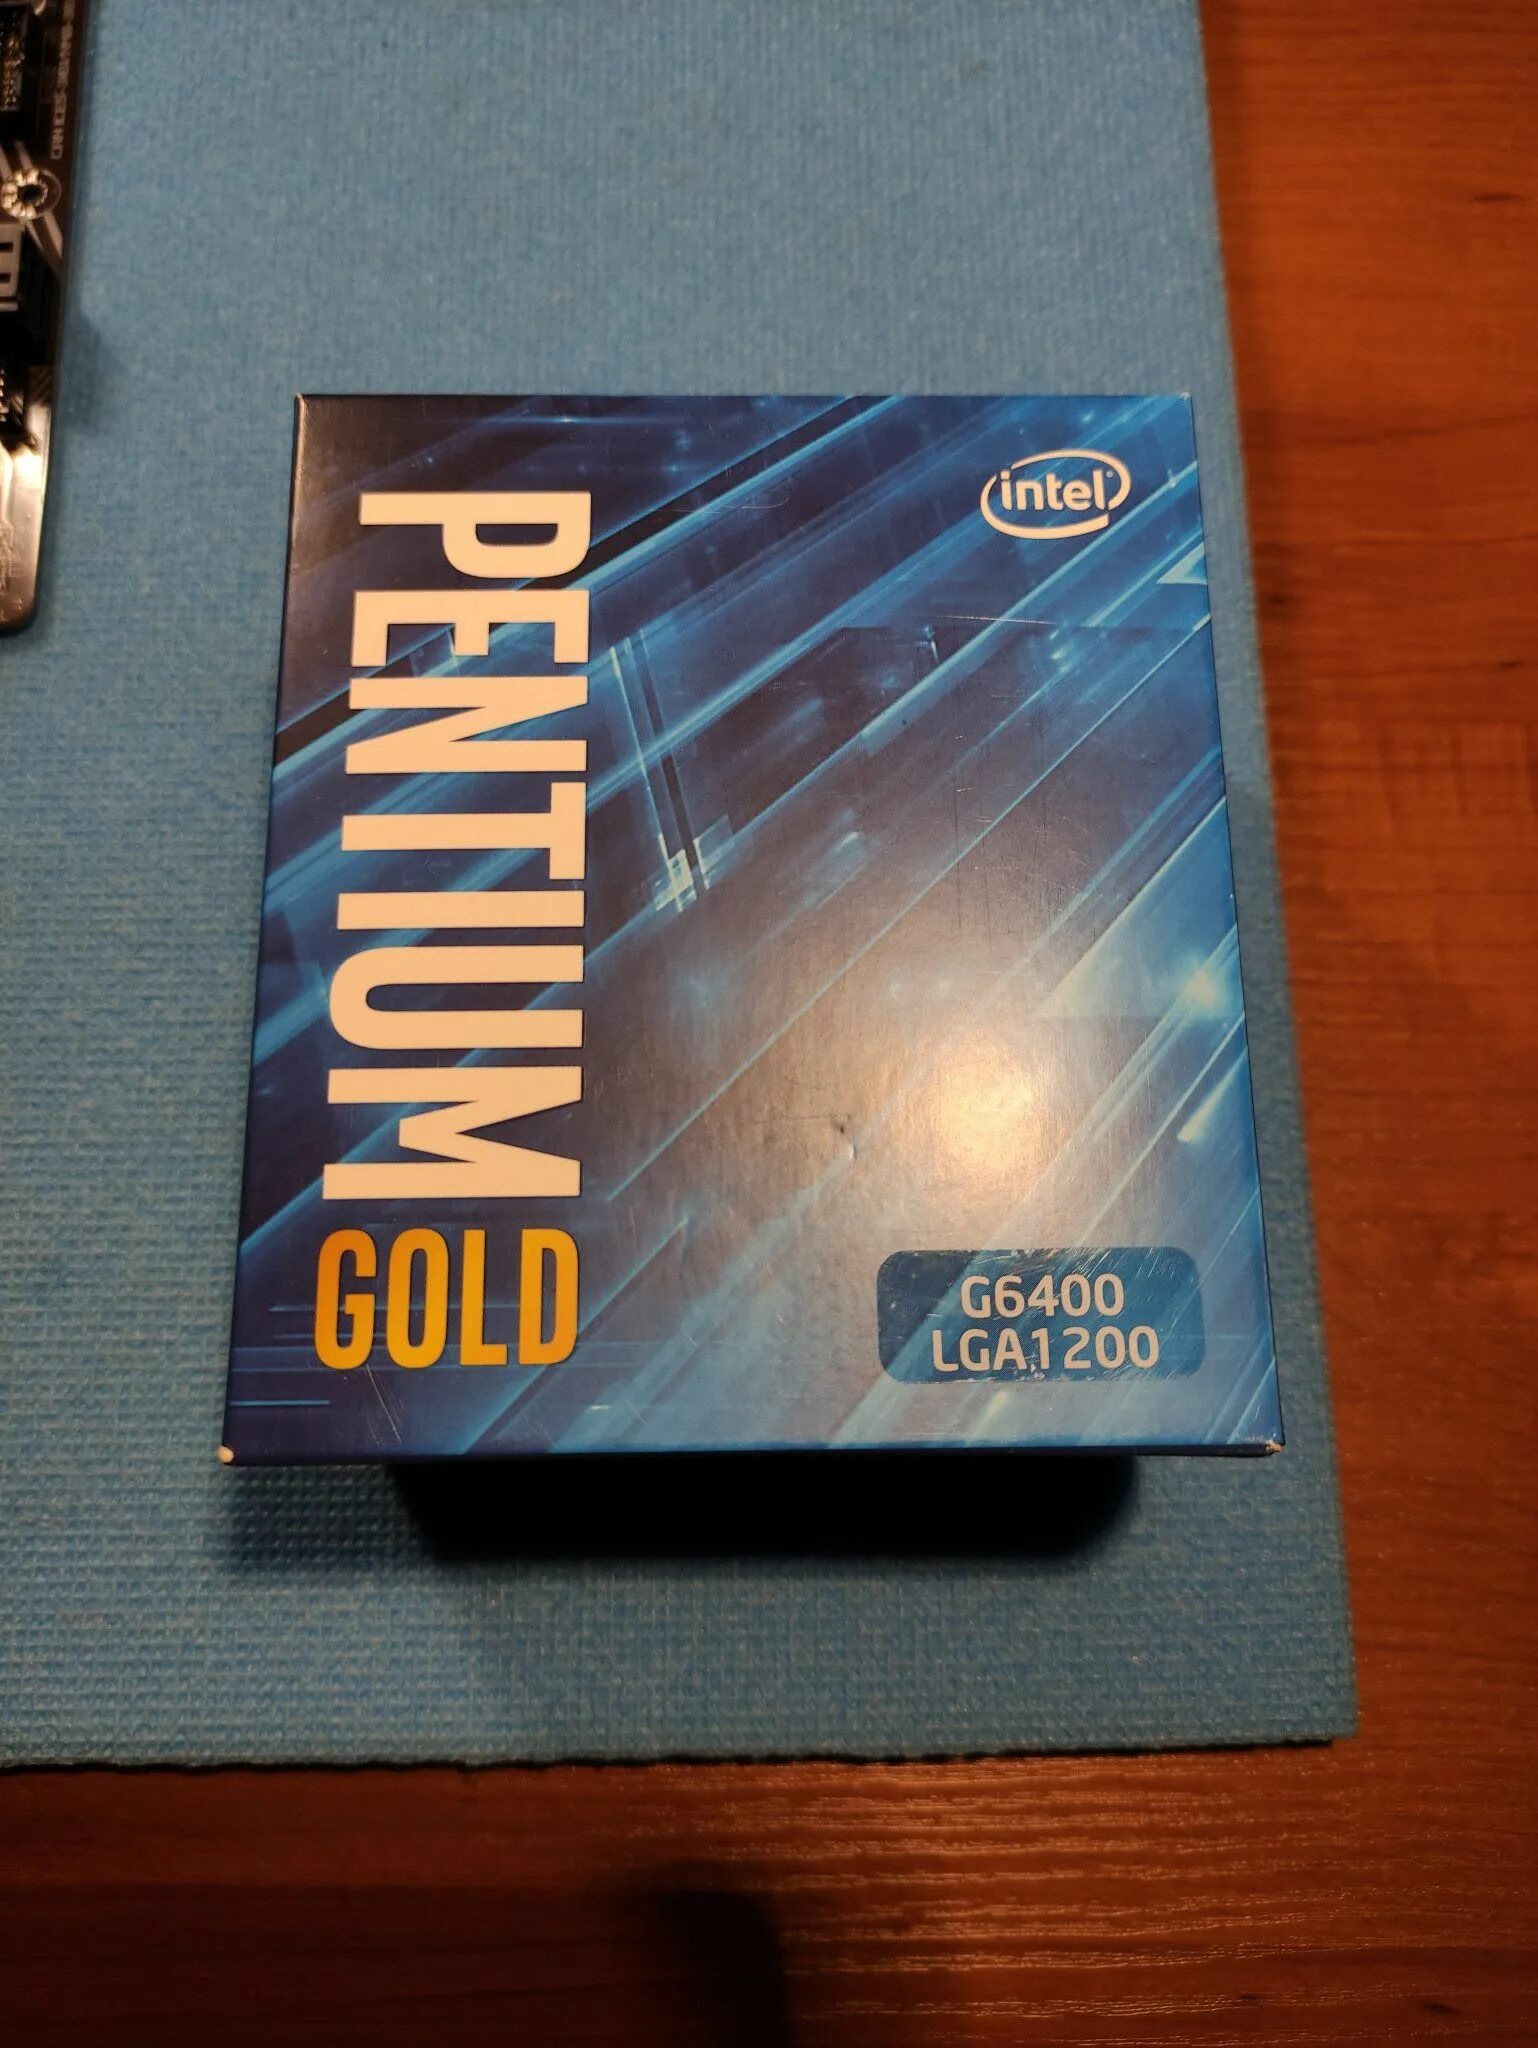 intel
PENTIUM
GOLD
G6400
LGA1200